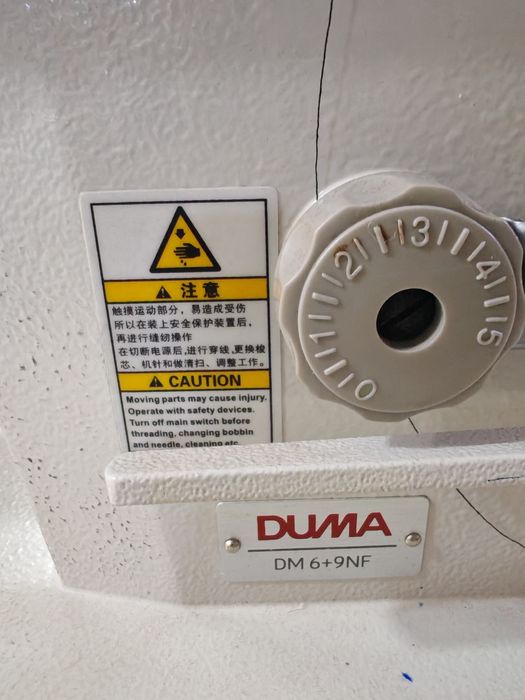 注意
触摸运动部分，易造成受伤
所以在装上安全保护装置后，
再进行缝纫操作
在切断电源后,进行穿线,更换梭
芯、机针和做清扫、调整工作。
CAUTION
Moving parts may cause injury.
Operate with safety devices.
Turn off main switch before
threading, changing bobbin
and needle, cleaning etc
0 1 2 3 4 5
DUMA
DM 6+9NF